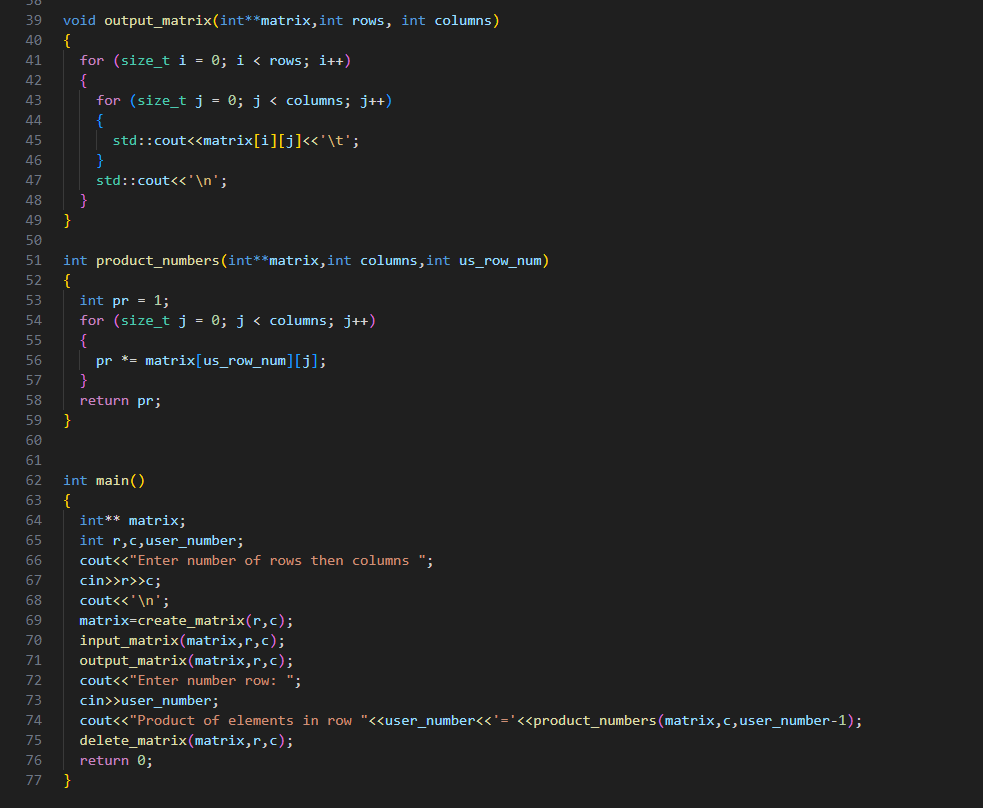 38
39 void output_matrix(int**matrix,int rows, int columns)
40 {
41   for (size_t i = 0; i < rows; i++)
42   {
43     for (size_t j = 0; j < columns; j++)
44     {
45       std::cout<<matrix[i][j]<<'\t';
46     }
47     std::cout<<'\n';
48   }
49 }
50
51 int product_numbers(int**matrix,int columns,int us_row_num)
52 {
53   int pr = 1;
54   for (size_t j = 0; j < columns; j++)
55   {
56     pr *= matrix[us_row_num][j];
57   }
58   return pr;
59 }
60
61
62 int main()
63 {
64   int** matrix;
65   int r,c,user_number;
66   cout<<"Enter number of rows then columns ";
67   cin>>r>>c;
68   cout<<'\n';
69   matrix=create_matrix(r,c);
70   input_matrix(matrix,r,c);
71   output_matrix(matrix,r,c);
72   cout<<"Enter number row: ";
73   cin>>user_number;
74   cout<<"Product of elements in row "<<user_number<<'='<<product_numbers(matrix,c,user_number-1);
75   delete_matrix(matrix,r,c);
76   return 0;
77 }